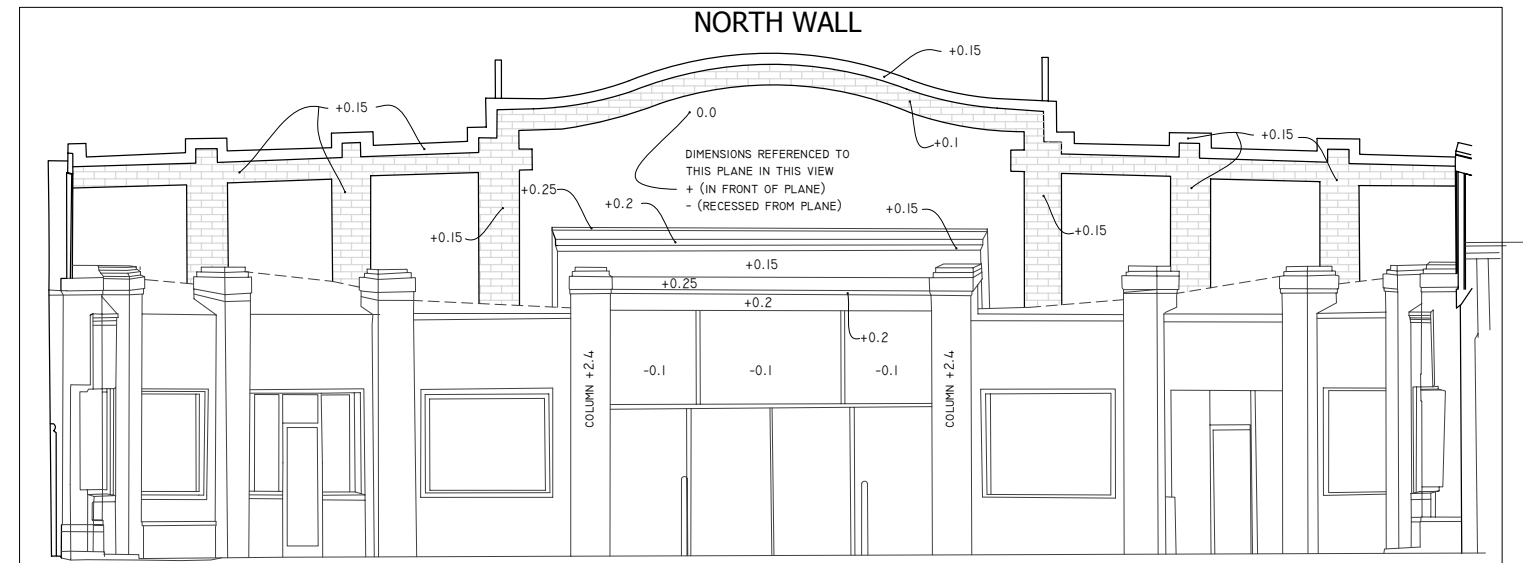 NORTH WALL
+0.15
+0.15
+0.15
0.0
+0.1
DIMENSIONS REFERENCED TO
THIS PLANE IN THIS VIEW
+ (IN FRONT OF PLANE)
- (RECESSED FROM PLANE)
+0.25
+0.2
+0.15
+0.15
+0.15
+0.15
+0.25
+0.2
+0.2
COLUMN +2.4
-0.1
-0.1
-0.1
COLUMN +2.4